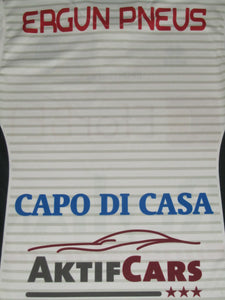 ERGUN PNEUS
CAPO DI CASA
AKTIFCARS